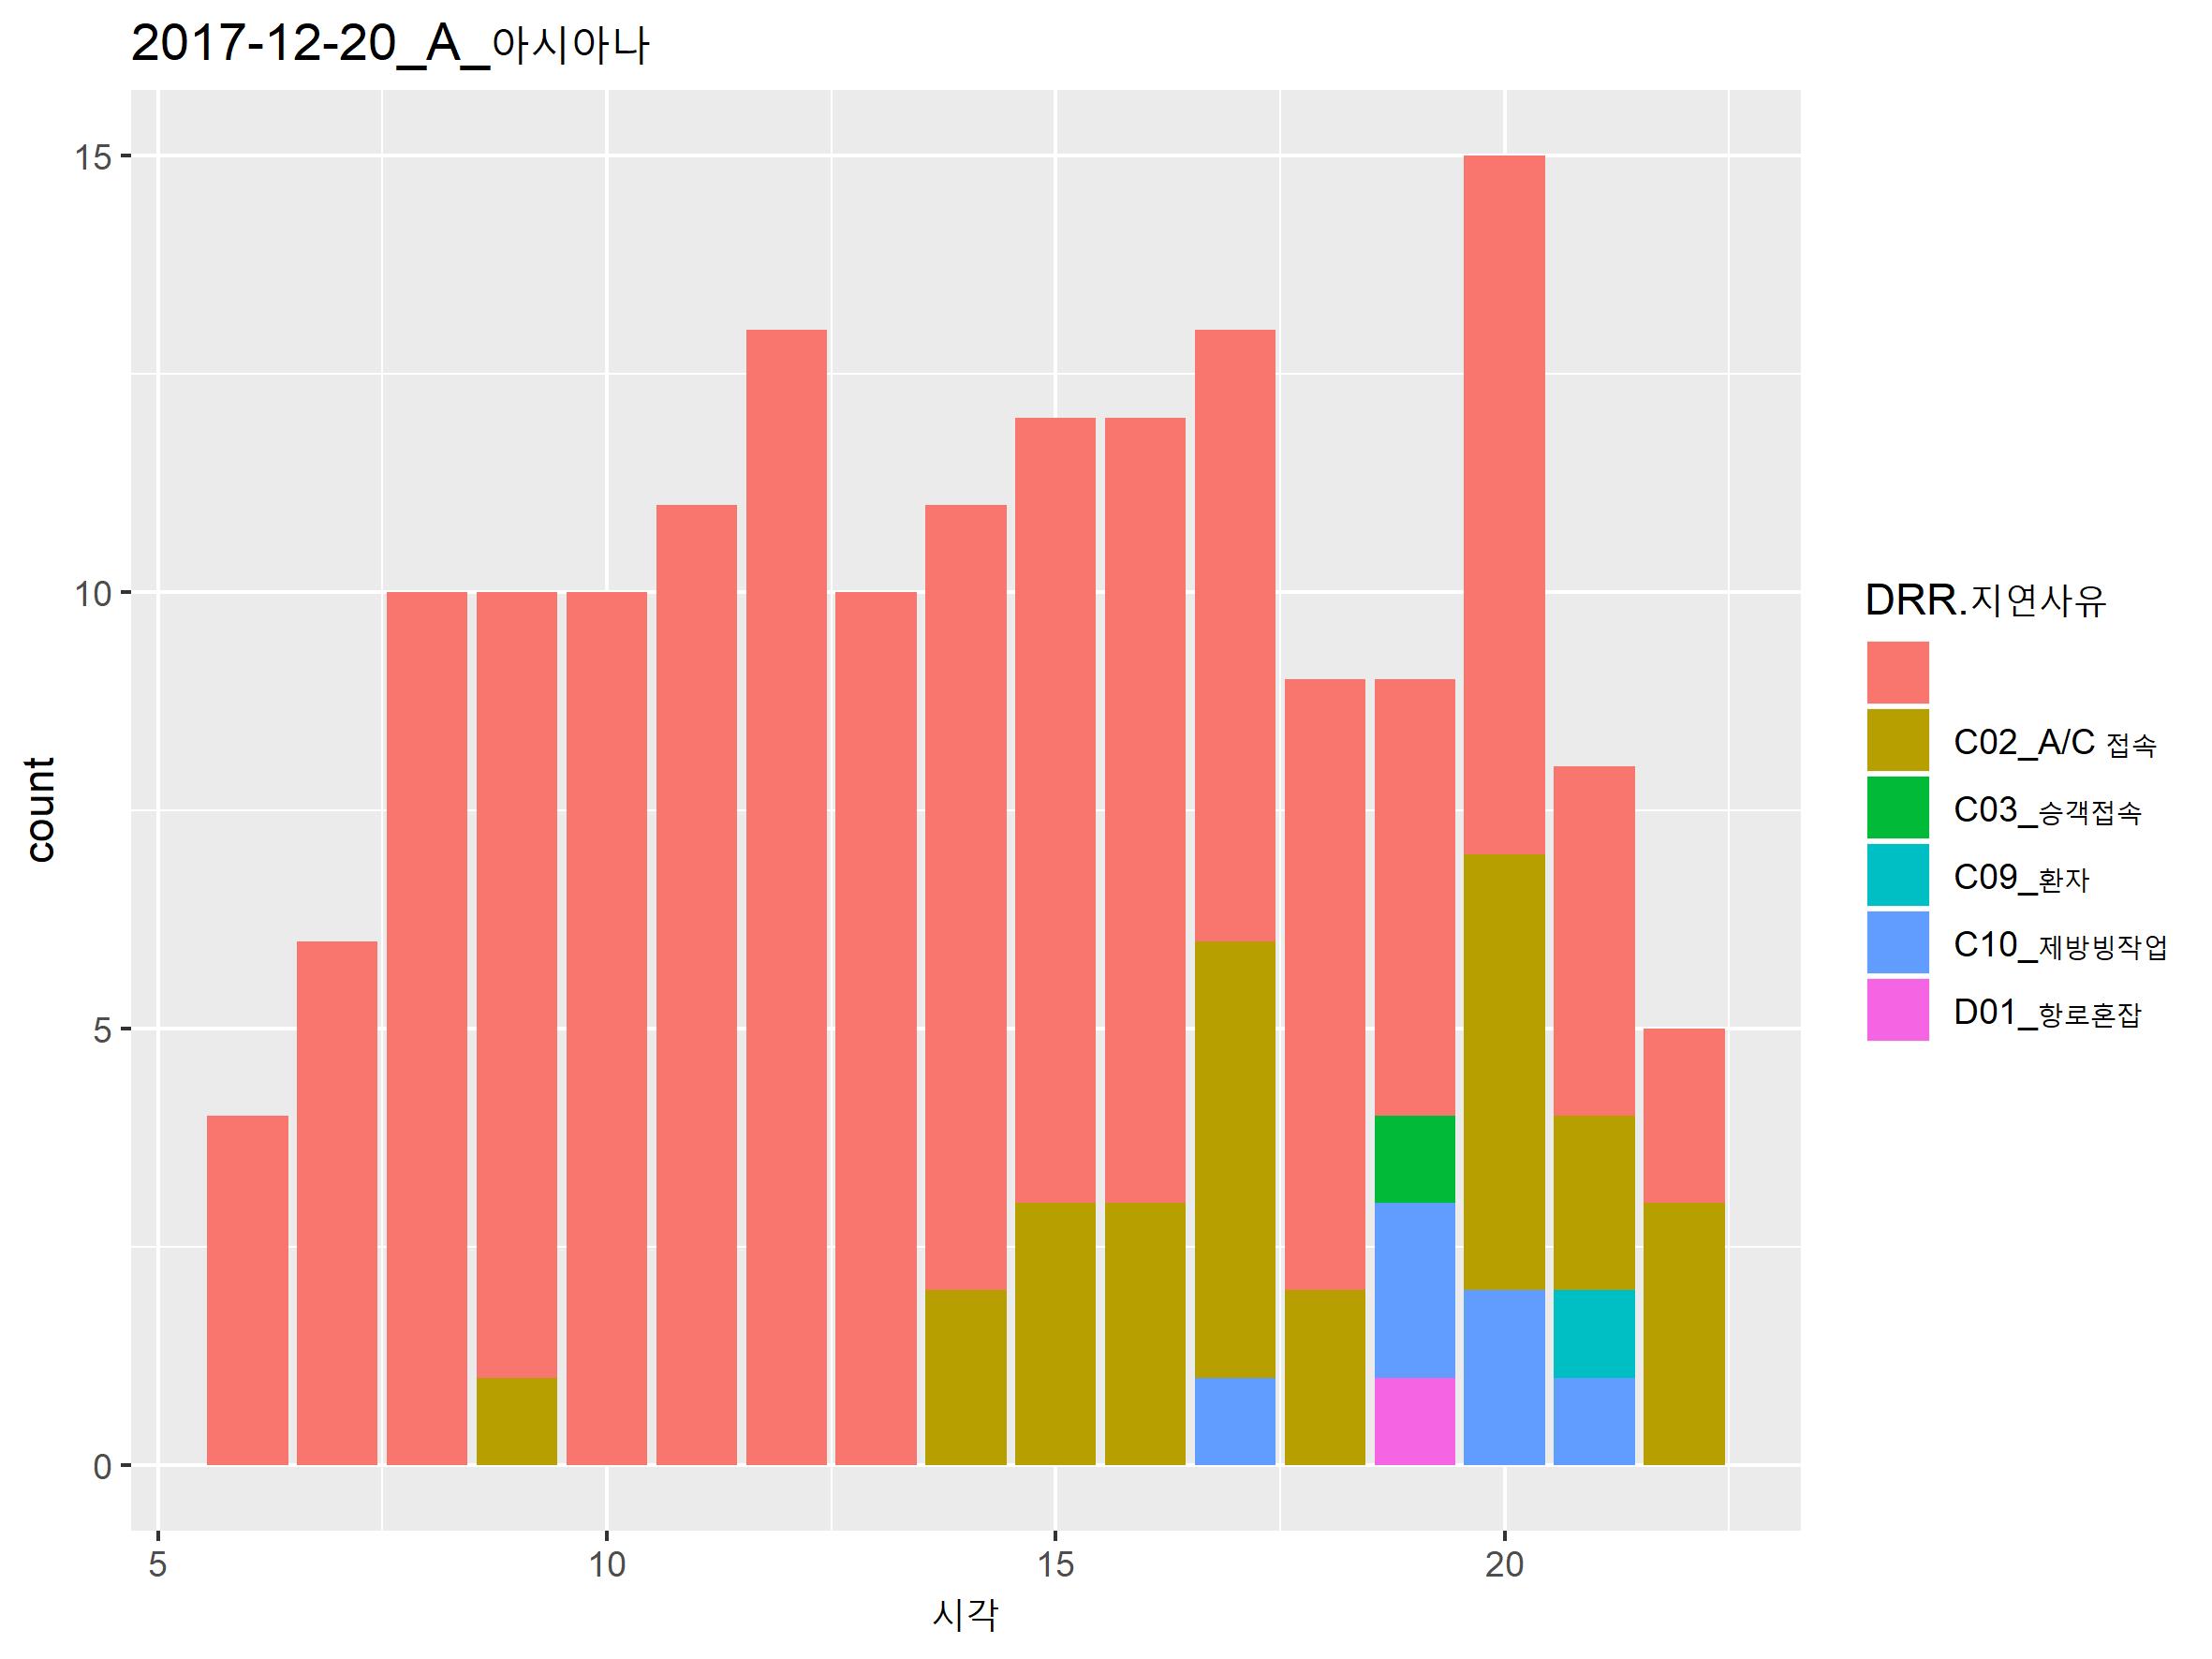 2017-12-20_A_아시아나
15
10
5
0
count
5 10 15 20
시각
DRR.지연사유
C02_A/C 접속
C03_승객접속
C09_환자
C10_제방빙작업
D01_항로혼잡